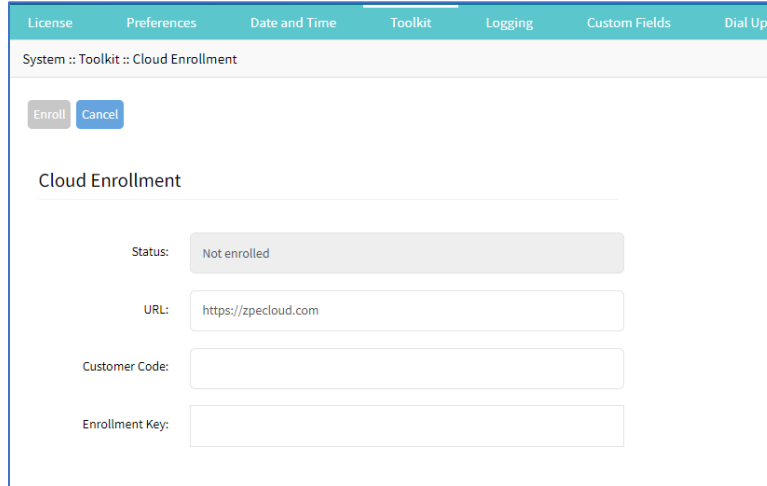 License Preferences Date and Time Toolkit Logging Custom Fields Dial Up
System :: Toolkit :: Cloud Enrollment
Enroll Cancel
Cloud Enrollment
Status: Not enrolled
URL: https://zpecloud.com
Customer Code:
Enrollment Key: